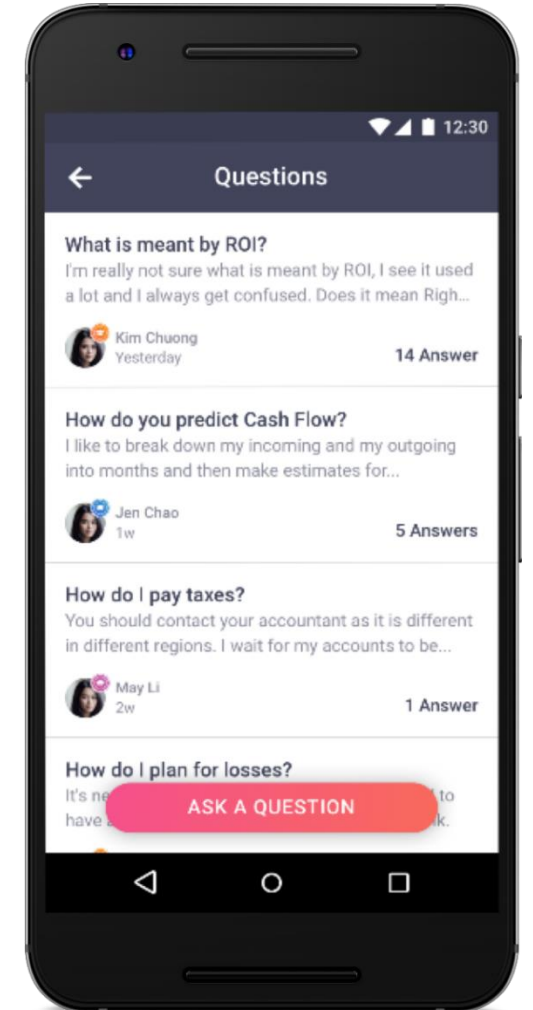 12:30
Questions
What is meant by ROI?
I'm really not sure what is meant by ROI, I see it used
a lot and I always get confused. Does it mean Righ...
Kim Chuong
Yesterday
14 Answer
How do you predict Cash Flow?
I like to break down my incoming and my outgoing
into months and then make estimates for...
Jen Chao
1w
5 Answers
How do I pay taxes?
You should contact your accountant as it is different
in different regions. I wait for my accounts to be...
May Li
2w
1 Answer
How do I plan for losses?
It's to
have
ASK A QUESTION